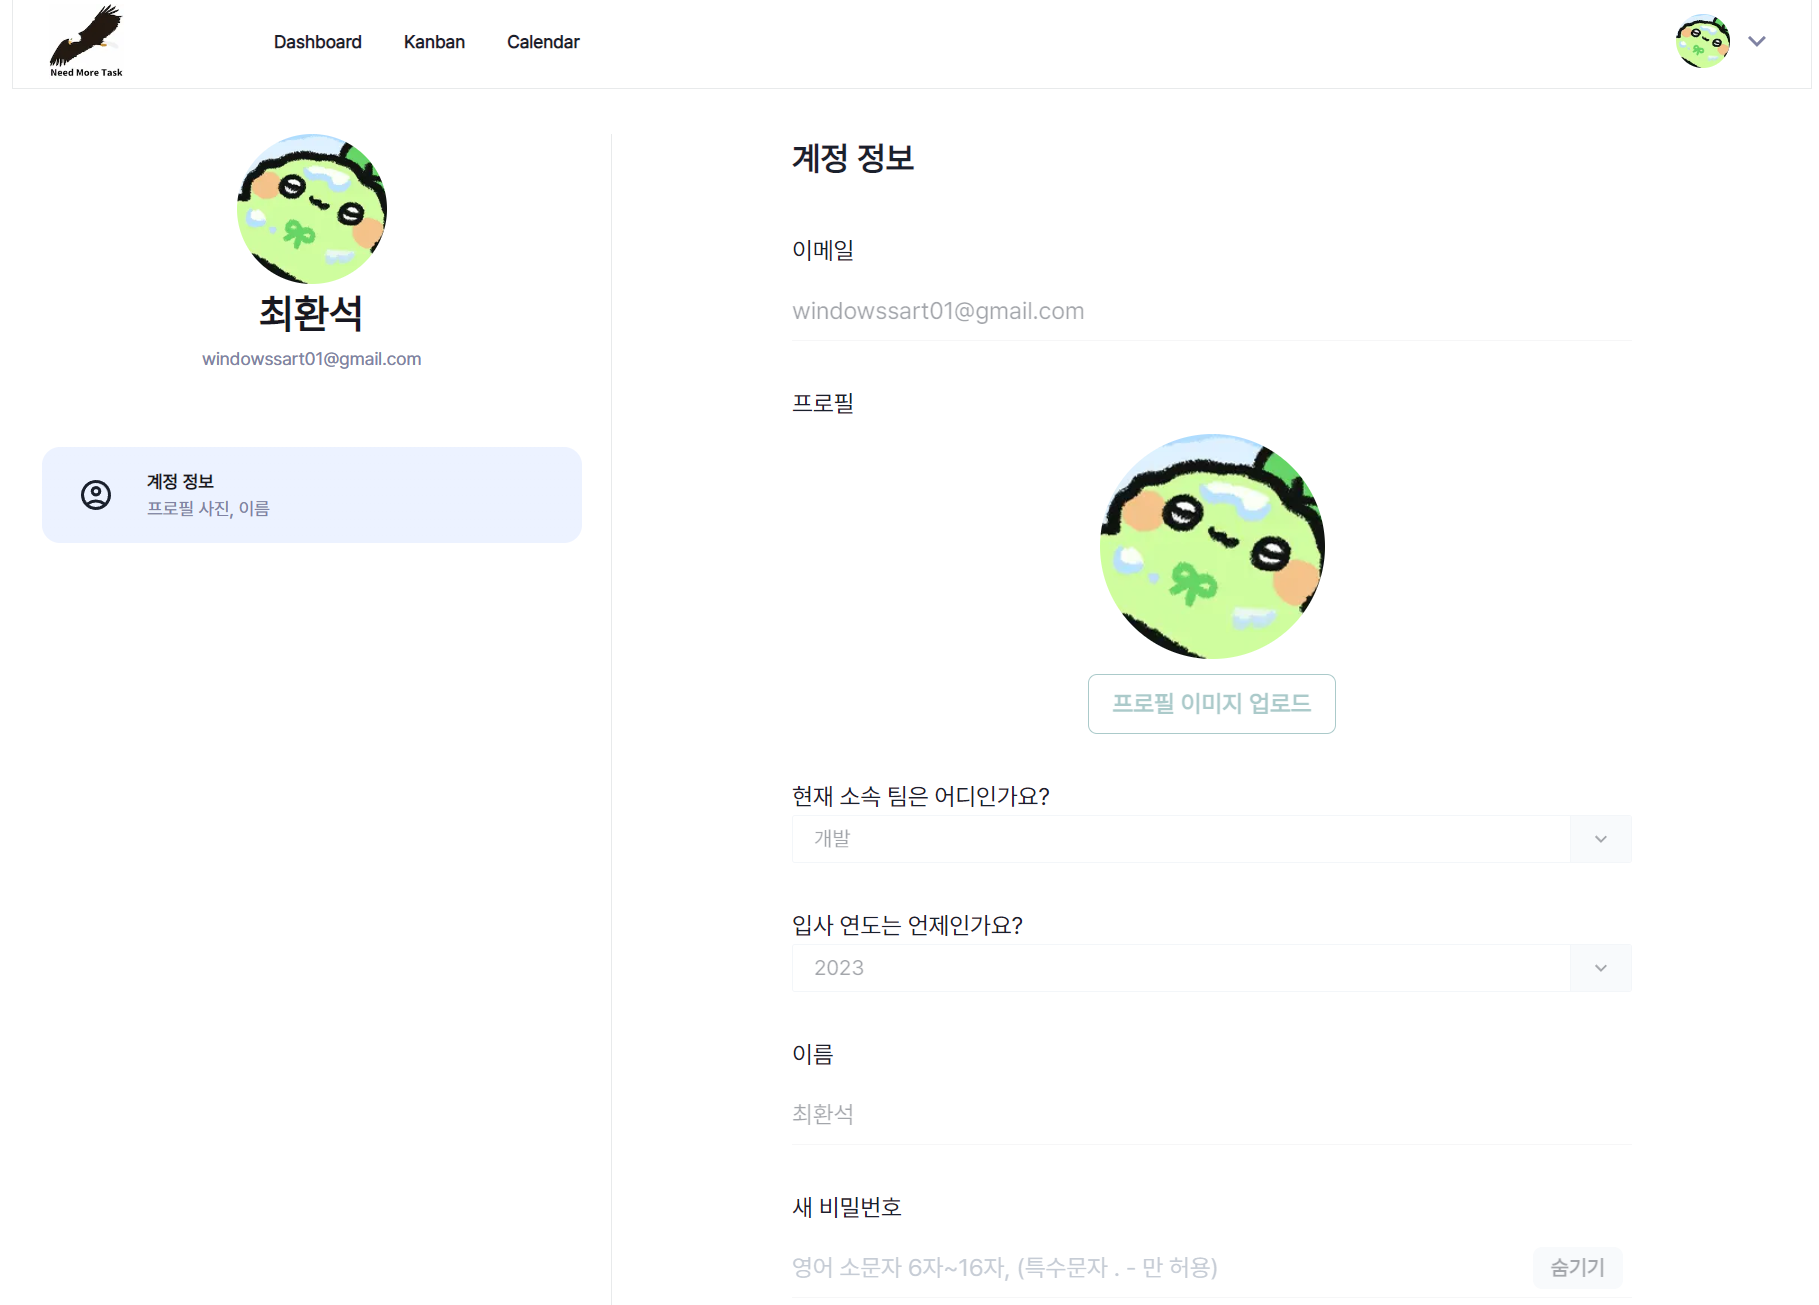 Need More Task
Dashboard
Kanban
Calendar
최환석
windowssart01@gmail.com
계정 정보
프로필 사진, 이름
계정 정보
이메일
windowssart01@gmail.com
프로필
프로필 이미지 업로드
현재 소속 팀은 어디인가요?
개발
입사 연도는 언제인가요?
2023
이름
최환석
새 비밀번호
영어 소문자 6자~16자, (특수문자 . - 만 허용)
숨기기